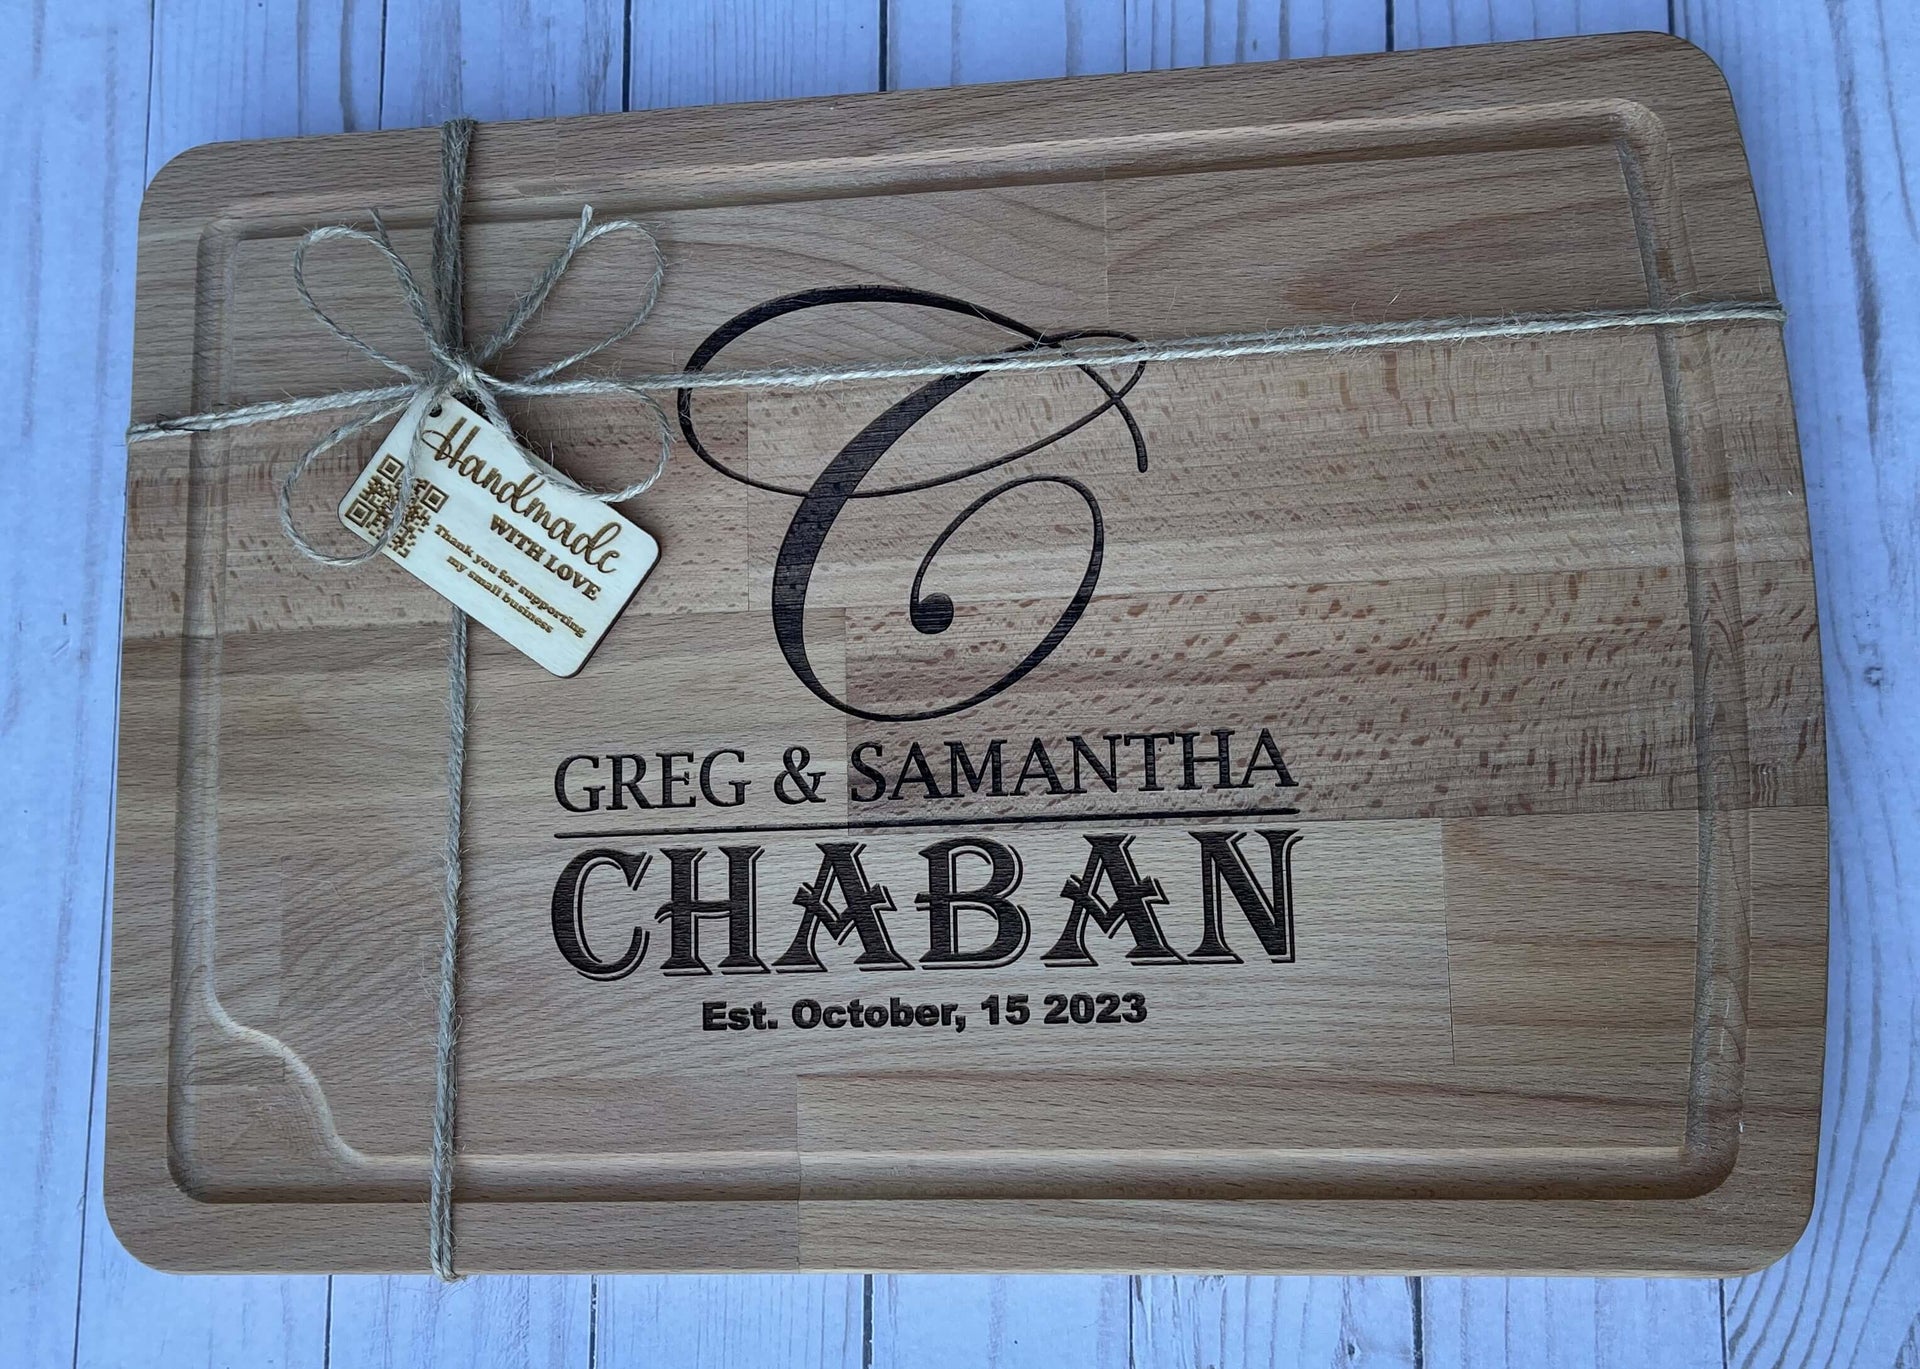 Handmade
WITH LOVE
Thank you for supporting
my small business
C
GREG & SAMANTHA
CHABAN
Est. October, 15 2023